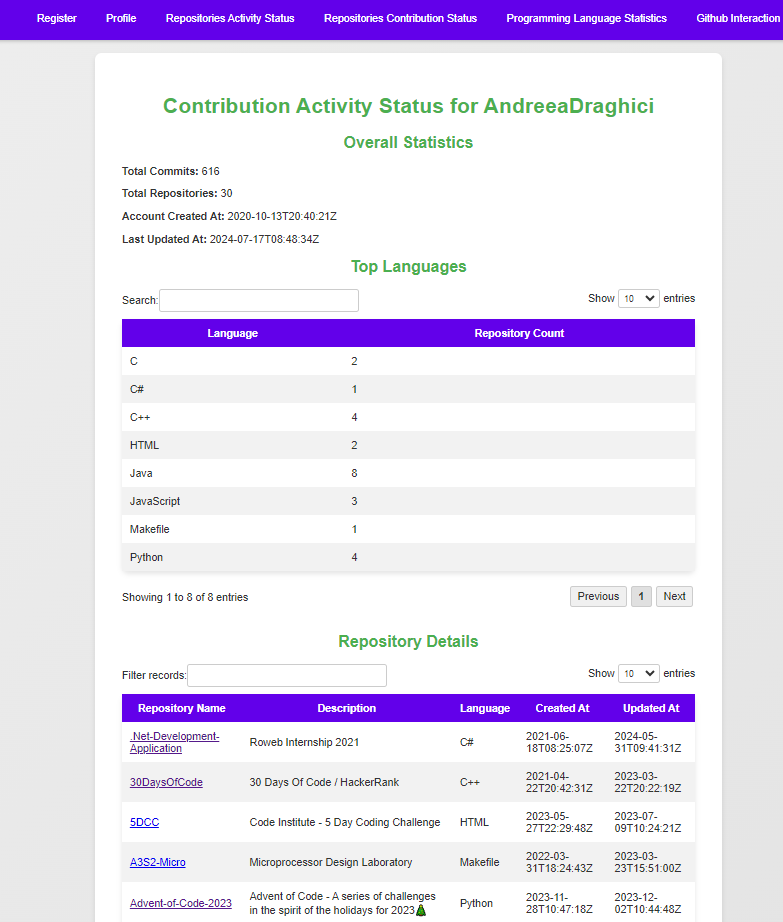 Register Profile Repositories Activity Status Repositories Contribution Status Programming Language Statistics Github Interaction
Contribution Activity Status for AndreeaDraghici
Overall Statistics
Total Commits: 616
Total Repositories: 30
Account Created At: 2020-10-13T20:40:21Z
Last Updated At: 2024-07-17T08:48:34Z
Top Languages
Search: Show 10 entries
Language Repository Count
C 2
C# 1
C++ 4
HTML 2
Java 8
JavaScript 3
Makefile 1
Python 4
Showing 1 to 8 of 8 entries Previous 1 Next
Repository Details
Filter records: Show 10 entries
Repository Name Description Language Created At Updated At
.Net-Development-
Application
Roweb Internship 2021
C#
2021-06-
18T08:25:07Z
2024-05-
31T09:41:31Z
30DaysOfCode
30 Days Of Code / HackerRank
C++
2021-04-
22T20:42:31Z
2023-03-
22T20:22:19Z
5DCC
Code Institute - 5 Day Coding Challenge
HTML
2023-05-
27T22:29:48Z
2023-07-
09T10:24:21Z
A3S2-Micro
Microprocessor Design Laboratory
Makefile
2022-03-
31T18:24:43Z
2023-03-
23T15:51:00Z
Advent-of-Code-2023
Advent of Code - A series of challenges
in the spirit of the holidays for 2023🎄
Python
2023-11-
28T10:47:18Z
2023-12-
02T10:44:48Z